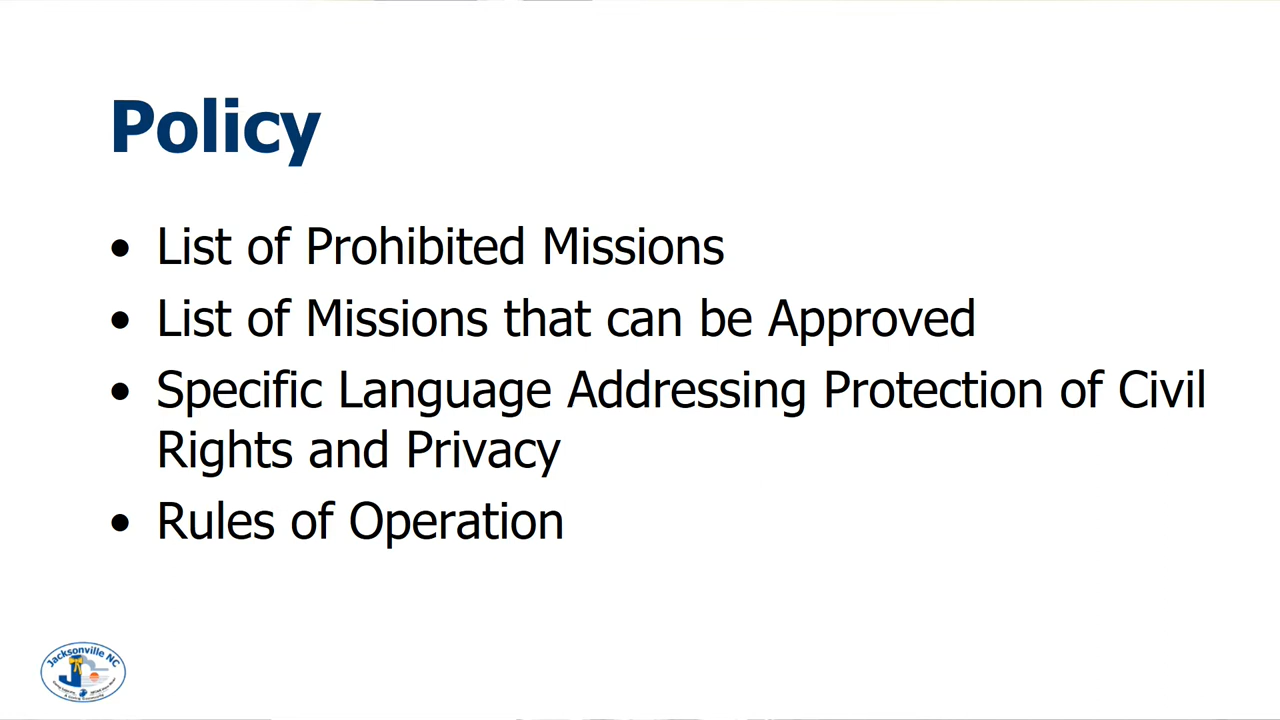 Policy
• List of Prohibited Missions
• List of Missions that can be Approved
• Specific Language Addressing Protection of Civil
Rights and Privacy
• Rules of Operation
Jacksonville NC